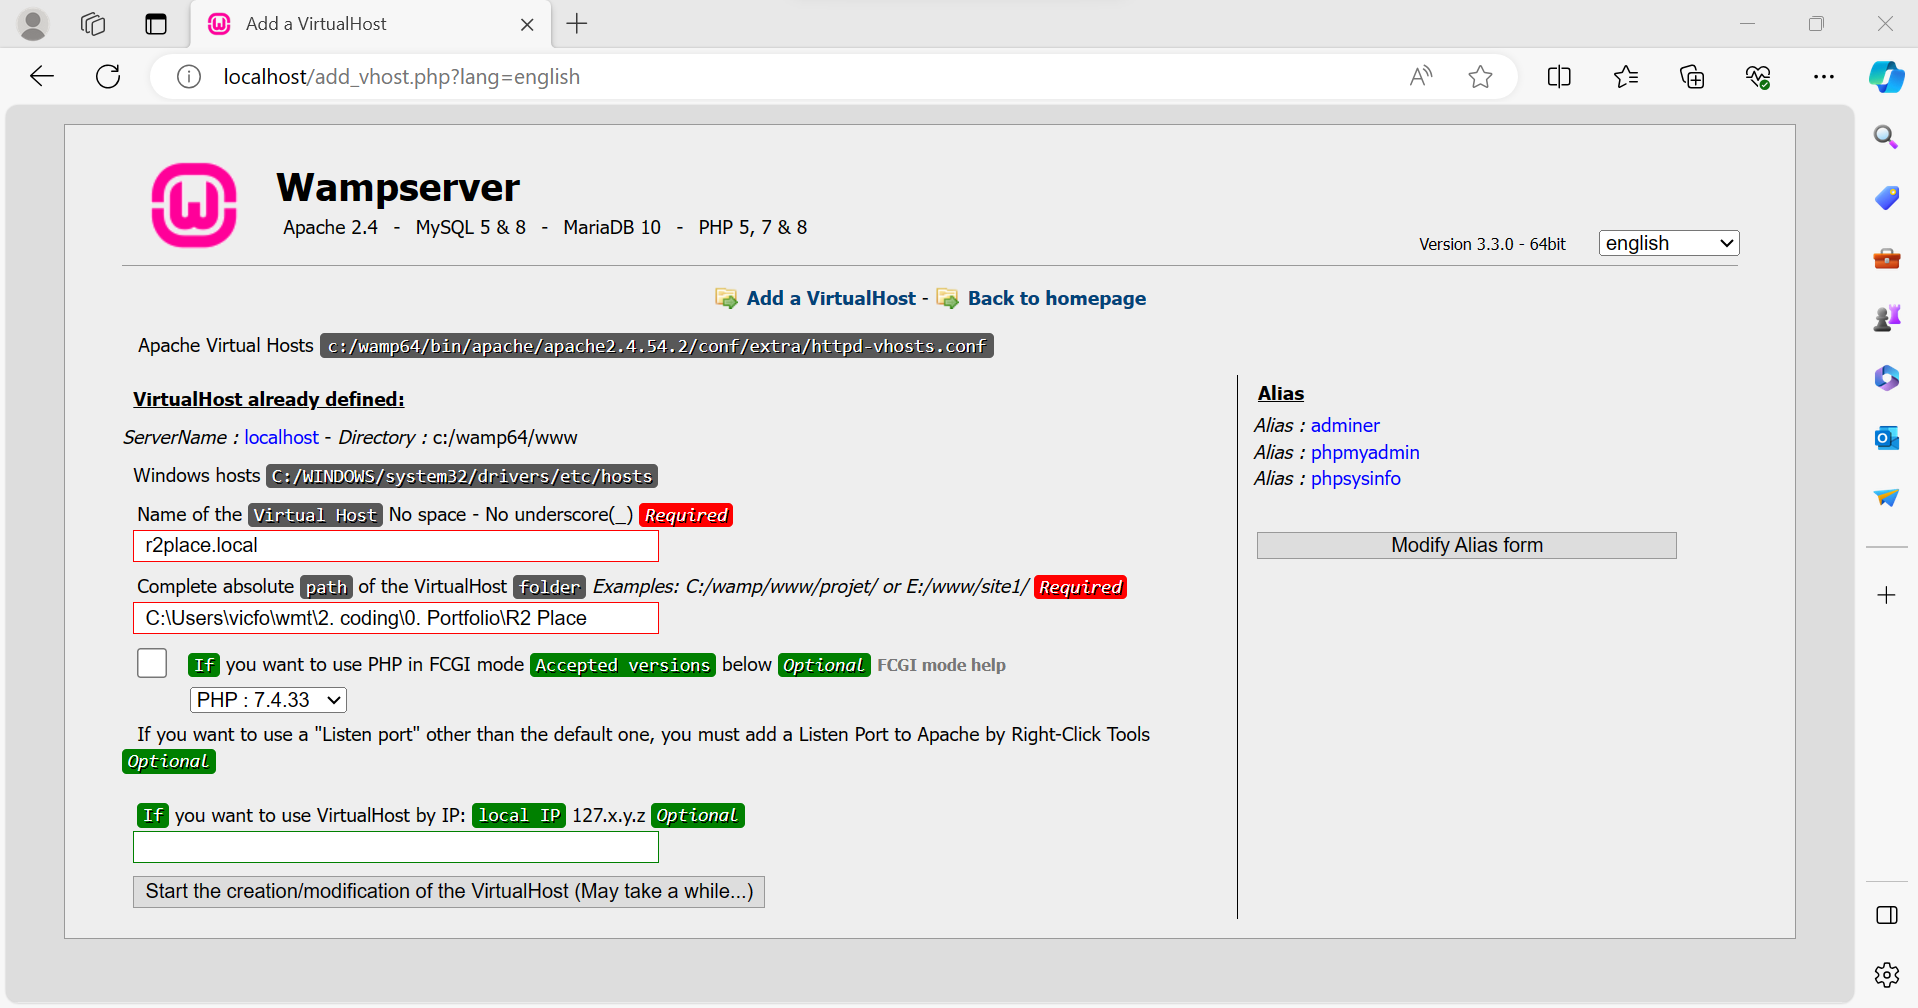 Add a VirtualHost
localhost/add_vhost.php?lang=english
Wampserver
Apache 2.4 - MySQL 5 & 8 - MariaDB 10 - PHP 5, 7 & 8
Version 3.3.0 - 64bit english
Add a VirtualHost - Back to homepage
Apache Virtual Hosts c:/wamp64/bin/apache/apache2.4.54.2/conf/extra/httpd-vhosts.conf
VirtualHost already defined:
ServerName : localhost - Directory : c:/wamp64/www
Windows hosts C:/WINDOWS/system32/drivers/etc/hosts
Name of the Virtual Host No space - No underscore(_) Required
r2place.local
Complete absolute path of the VirtualHost folder Examples: C:/wamp/www/projet/ or E:/www/site1/ Required
C:\Users\vicfo\wmt\2. coding\0. Portfolio\R2 Place
If you want to use PHP in FCGI mode Accepted versions below Optional FCGI mode help
PHP : 7.4.33
If you want to use a "Listen port" other than the default one, you must add a Listen Port to Apache by Right-Click Tools
Optional
If you want to use VirtualHost by IP: local IP 127.x.y.z Optional
Start the creation/modification of the VirtualHost (May take a while...)
Alias
Alias : adminer
Alias : phpmyadmin
Alias : phpsysinfo
Modify Alias form